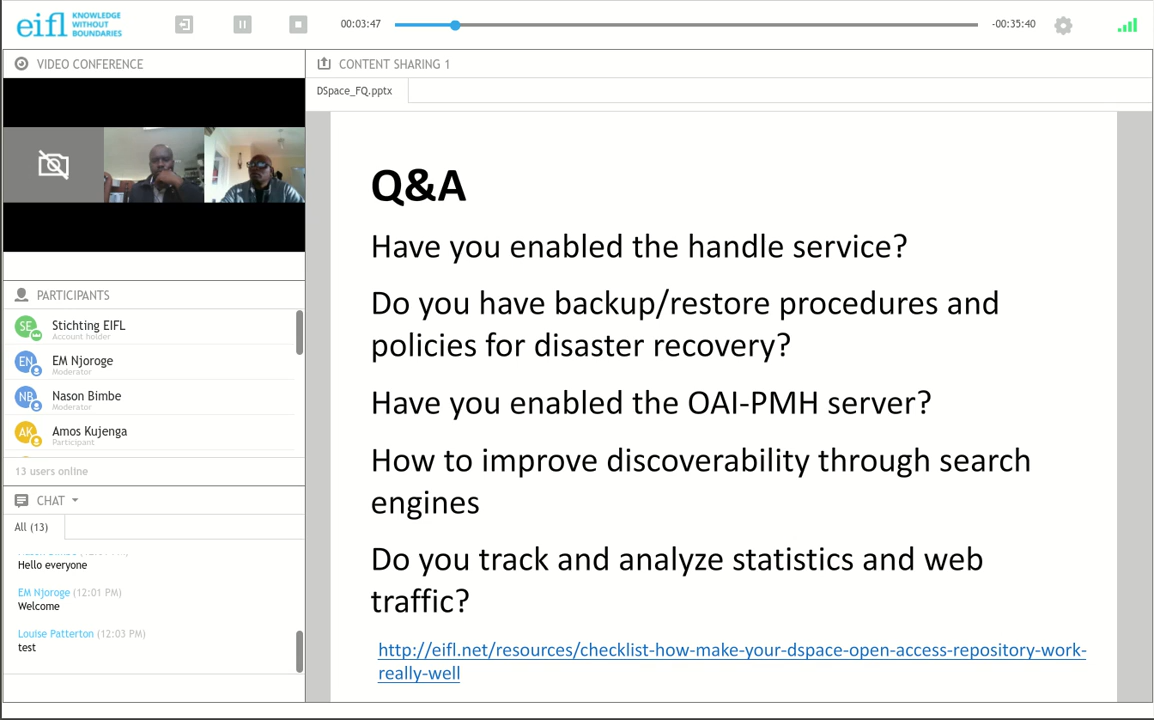 eifl KNOWLEDGE
WITHOUT
BOUNDARIES
00:03:47
-00:35:40
VIDEO CONFERENCE
PARTICIPANTS
SE
Stichting EIFL
Account holder
EN
EM Njoroge
Moderator
NB
Nason Bimbe
Moderator
AK
Amos Kujenga
Participant
13 users online
CHAT
All (13)
Hello everyone
EM Njoroge (12:01 PM)
Welcome
Louise Patterton (12:03 PM)
test
CONTENT SHARING 1
DSpace_FQ.pptx
Q&A
Have you enabled the handle service?
Do you have backup/restore procedures and
policies for disaster recovery?
Have you enabled the OAI-PMH server?
How to improve discoverability through search
engines
Do you track and analyze statistics and web
traffic?
http://eifl.net/resources/checklist-how-make-your-dspace-open-access-repository-work-
really-well